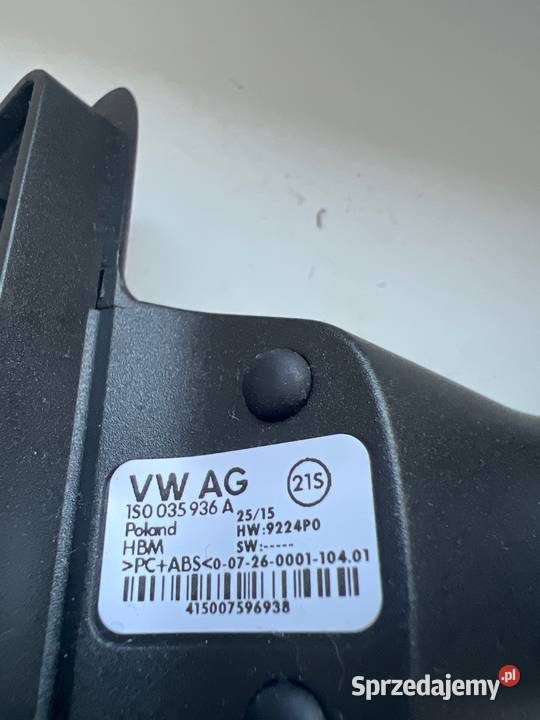 VW AG 21S
1S0 035 936 A 25/15
Poland HW:9224P0
HBM SW:-----
>PC+ABS<0-07-26-0001-104.01
415007596938
Sprzedajemy.pl